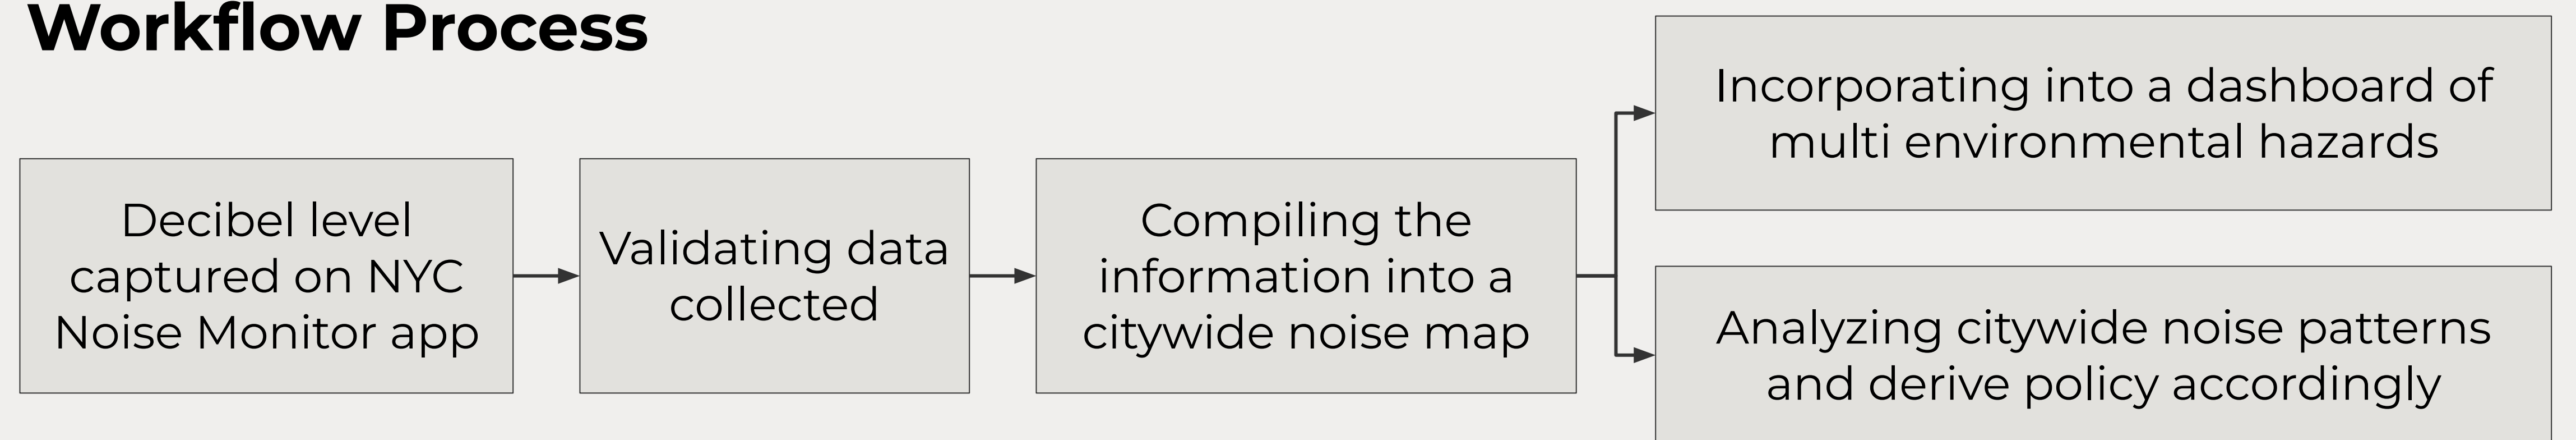 Workflow Process
Decibel level
captured on NYC
Noise Monitor app
Validating data
collected
Compiling the
information into a
citywide noise map
Incorporating into a dashboard of
multi environmental hazards
Analyzing citywide noise patterns
and derive policy accordingly